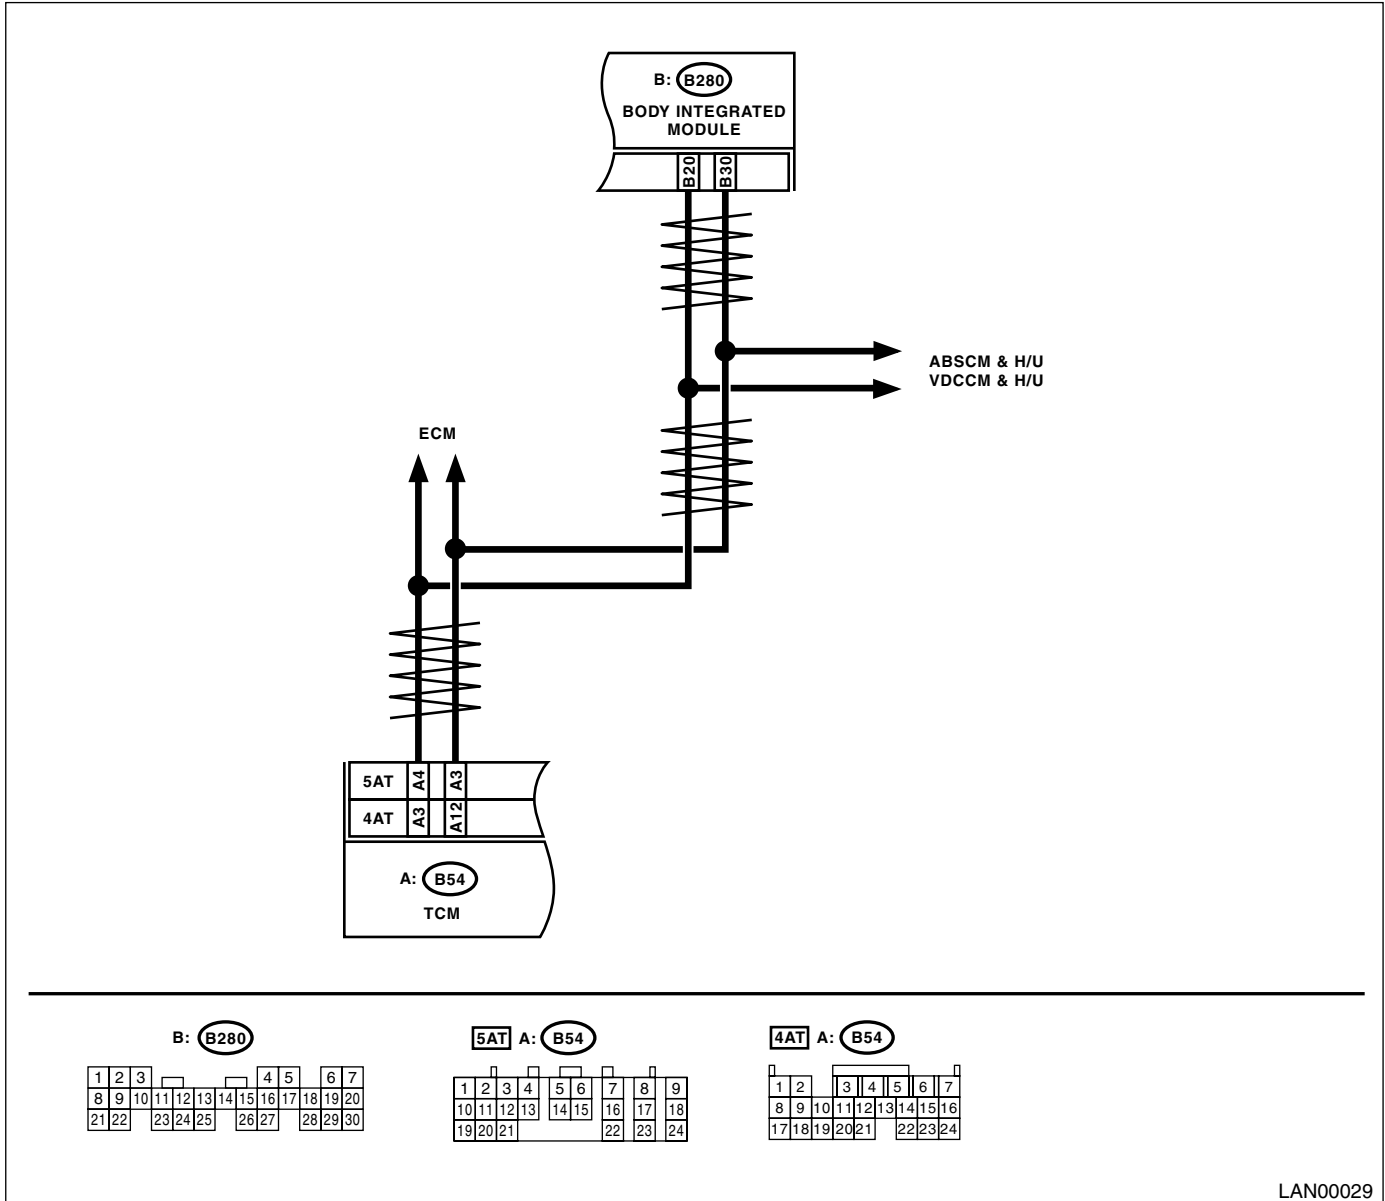 B: B280
BODY INTEGRATED
MODULE
B20 B30
ABSCM & H/U
VDCCM & H/U
ECM
5AT A4 A3
4AT A3 A12
A: B54
TCM
B: B280
1 2 3 4 5 6 7
8 9 10 11 12 13 14 15 16 17 18 19 20
21 22 23 24 25 26 27 28 29 30
5AT A: B54
1 2 3 4 5 6 7 8 9
10 11 12 13 14 15 16 17 18
19 20 21 22 23 24
4AT A: B54
1 2 3 4 5 6 7
8 9 10 11 12 13 14 15 16
17 18 19 20 21 22 23 24
LAN00029